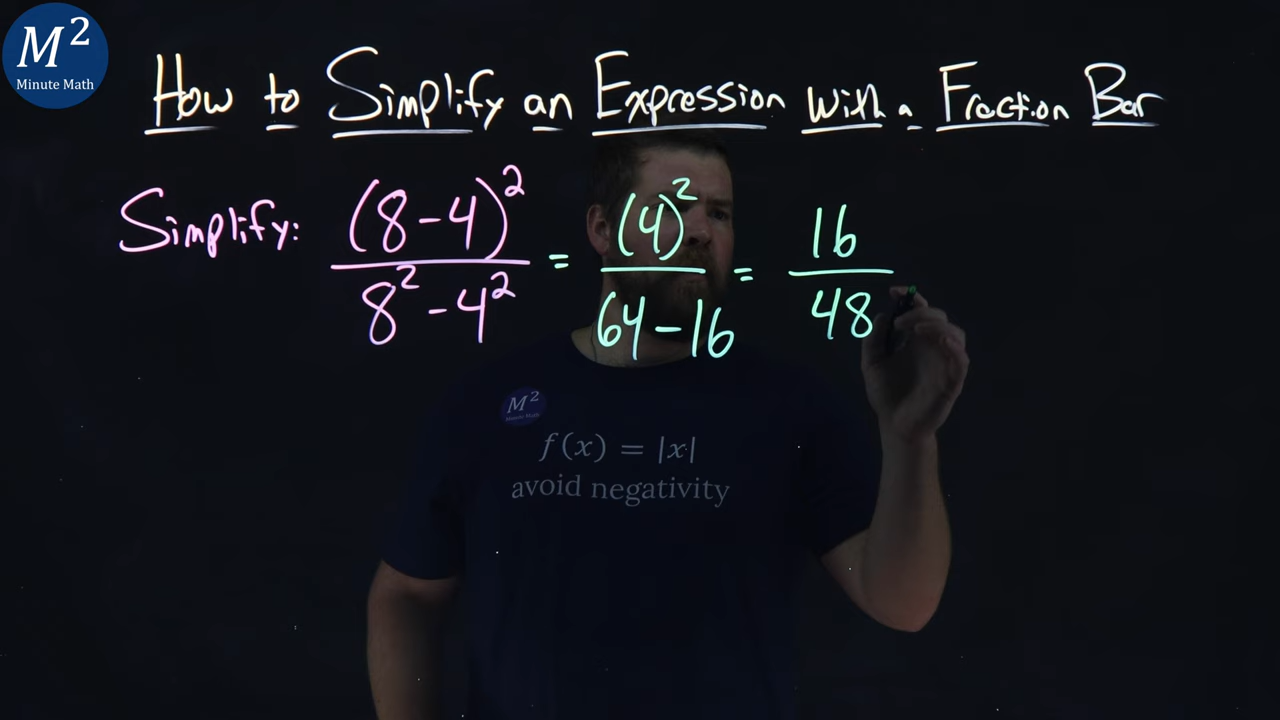 M²
Minute Math
How to Simplify an Expression with a Fraction Bar
Simplify: (8-4)² / 8²-4² = (4)² / 64-16 = 16 / 48
M²
Minute Math
f(x) = |x|
avoid negativity